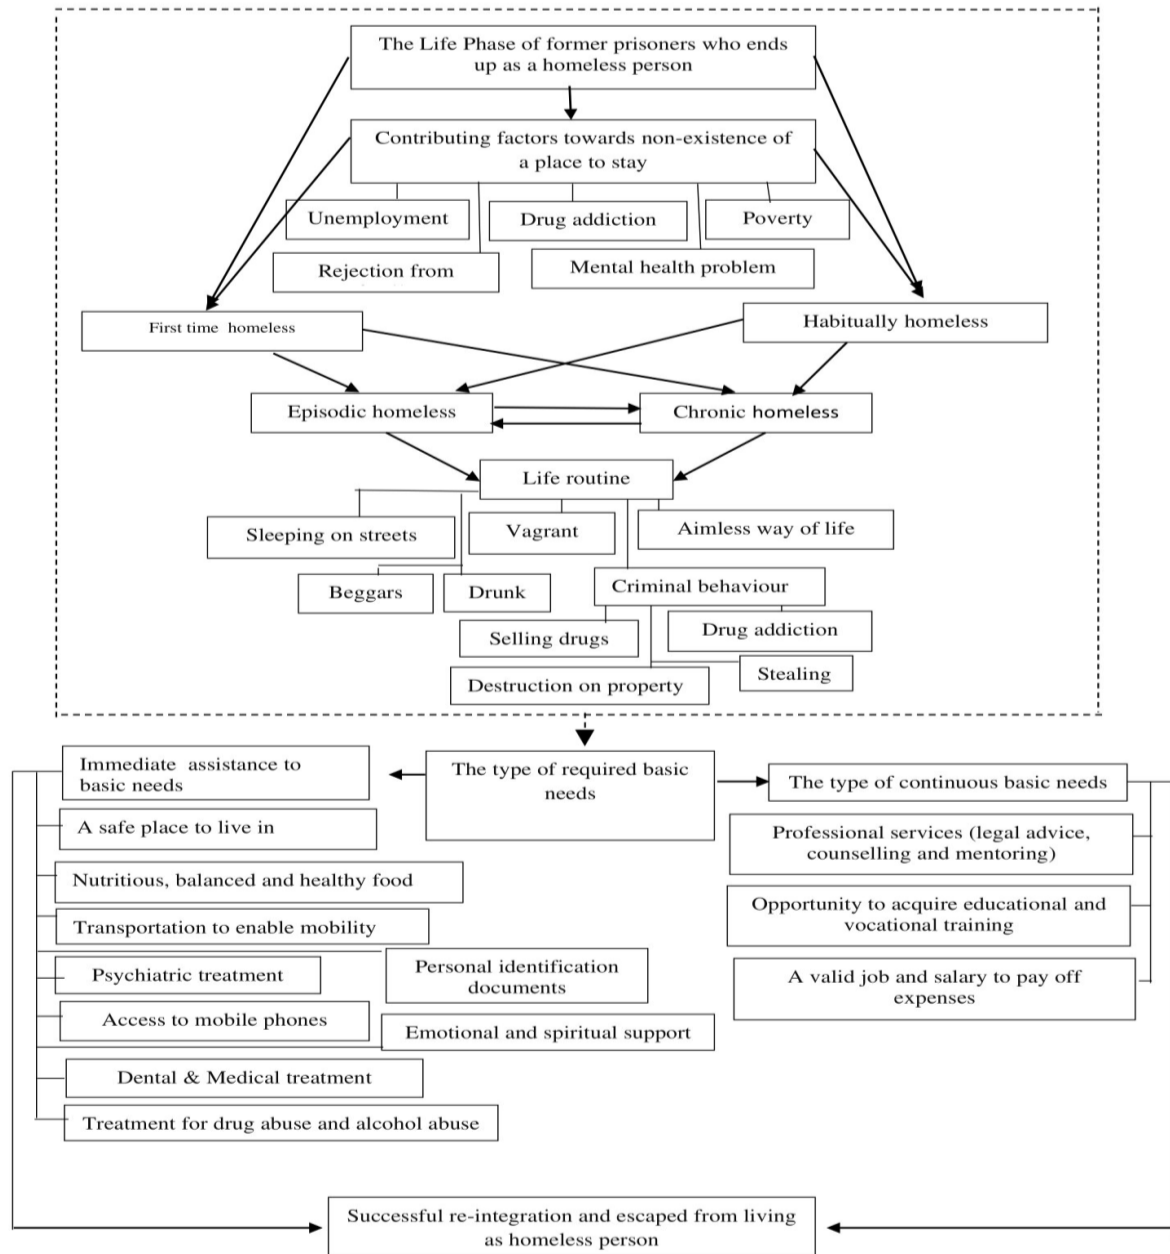 The Life Phase of former prisoners who ends
up as a homeless person
Contributing factors towards non-existence of
a place to stay
Unemployment
Drug addiction
Poverty
Rejection from
Mental health problem
First time homeless
Habitually homeless
Episodic homeless
Chronic homeless
Life routine
Sleeping on streets
Vagrant
Aimless way of life
Beggars
Drunk
Criminal behaviour
Selling drugs
Drug addiction
Destruction on property
Stealing
Immediate assistance to
basic needs
The type of required basic
needs
The type of continuous basic needs
A safe place to live in
Professional services (legal advice,
counselling and mentoring)
Nutritious, balanced and healthy food
Opportunity to acquire educational and
vocational training
Transportation to enable mobility
Psychiatric treatment
Personal identification
documents
A valid job and salary to pay off
expenses
Access to mobile phones
Emotional and spiritual support
Dental & Medical treatment
Treatment for drug abuse and alcohol abuse
Successful re-integration and escaped from living
as homeless person